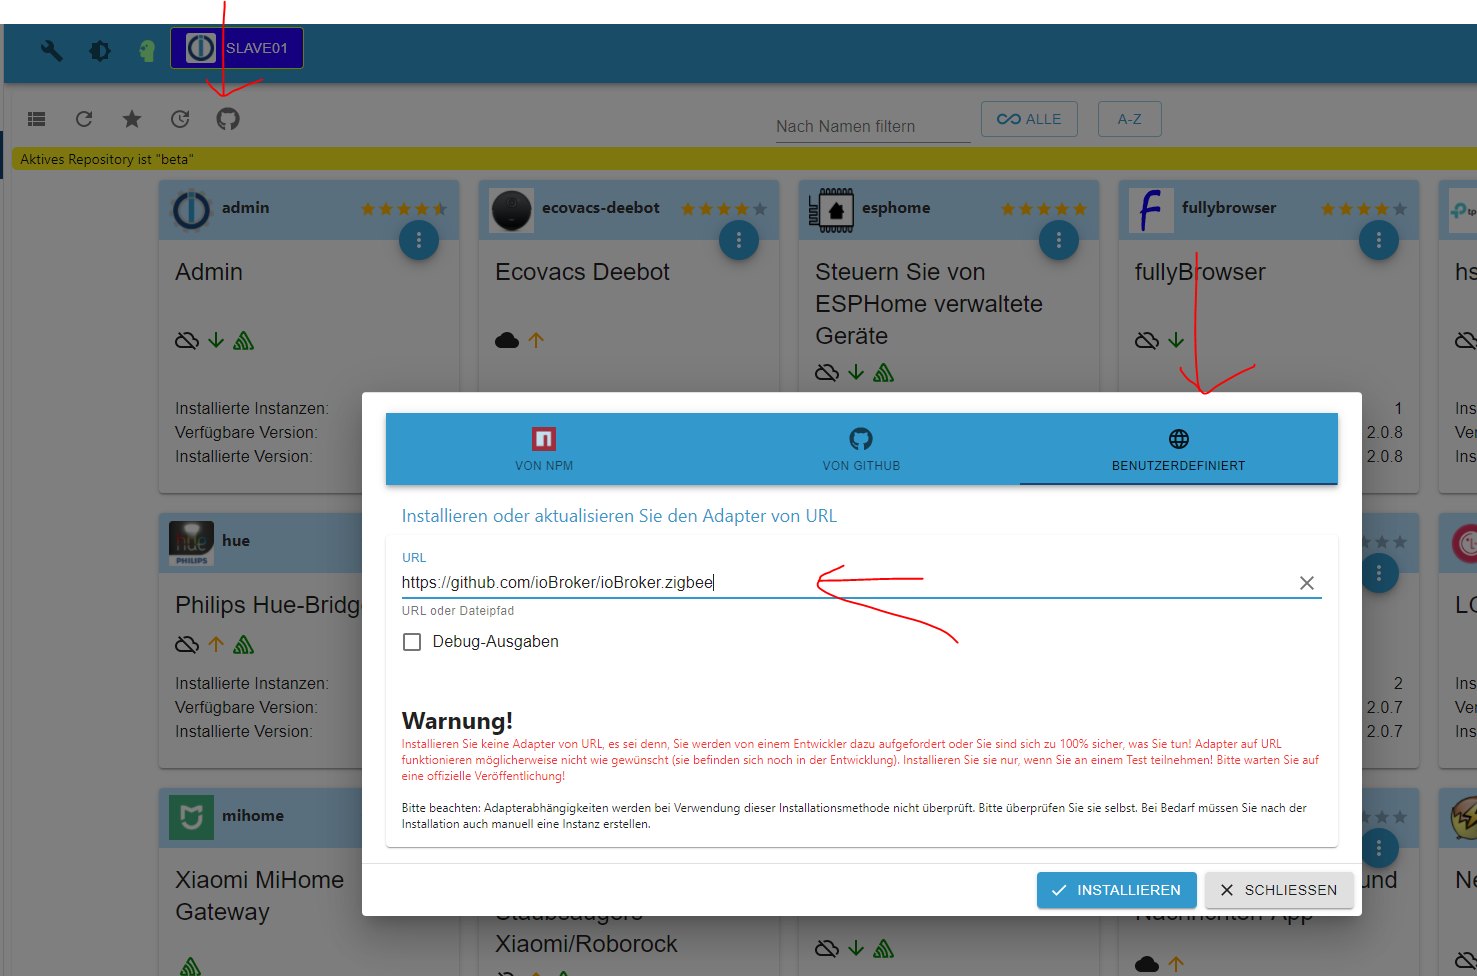 SLAVE01
Nach Namen filtern
ALLE
A-Z
Aktives Repository ist "beta"
admin
ecovacs-deebot
esphome
fullybrowser
tp
Admin
Ecovacs Deebot
Steuern Sie von
ESPHome verwaltete
Geräte
fullyBrowser
hs
Installierte Instanzen:
Verfügbare Version:
Installierte Version:
1
2.0.8
2.0.8
Ins
Ver
Ins
VON NPM
VON GITHUB
BENUTZERDEFINIERT
Installieren oder aktualisieren Sie den Adapter von URL
URL
https://github.com/ioBroker/ioBroker.zigbee
URL oder Dateipfad
Debug-Ausgaben
Warnung!
Installieren Sie keine Adapter von URL, es sei denn, Sie werden von einem Entwickler dazu aufgefordert oder Sie sind sich zu 100% sicher, was Sie tun! Adapter auf URL
funktionieren möglicherweise nicht wie gewünscht (sie befinden sich noch in der Entwicklung). Installieren Sie sie nur, wenn Sie an einem Test teilnehmen! Bitte warten Sie auf
eine offizielle Veröffentlichung!
Bitte beachten: Adapterabhängigkeiten werden bei Verwendung dieser Installationsmethode nicht überprüft. Bitte überprüfen Sie sie selbst. Bei Bedarf müssen Sie nach der
Installation auch manuell eine Instanz erstellen.
INSTALLIEREN
SCHLIESSEN
hue
PHILIPS
hue
Philips Hue-Bridge
LG
Installierte Instanzen:
Verfügbare Version:
Installierte Version:
2
2.0.7
2.0.7
Ins
Ver
Ins
mihome
Xiaomi MiHome
Gateway
Staubsaugers
Xiaomi/Roborock
und
Nachrichten-App
Ne